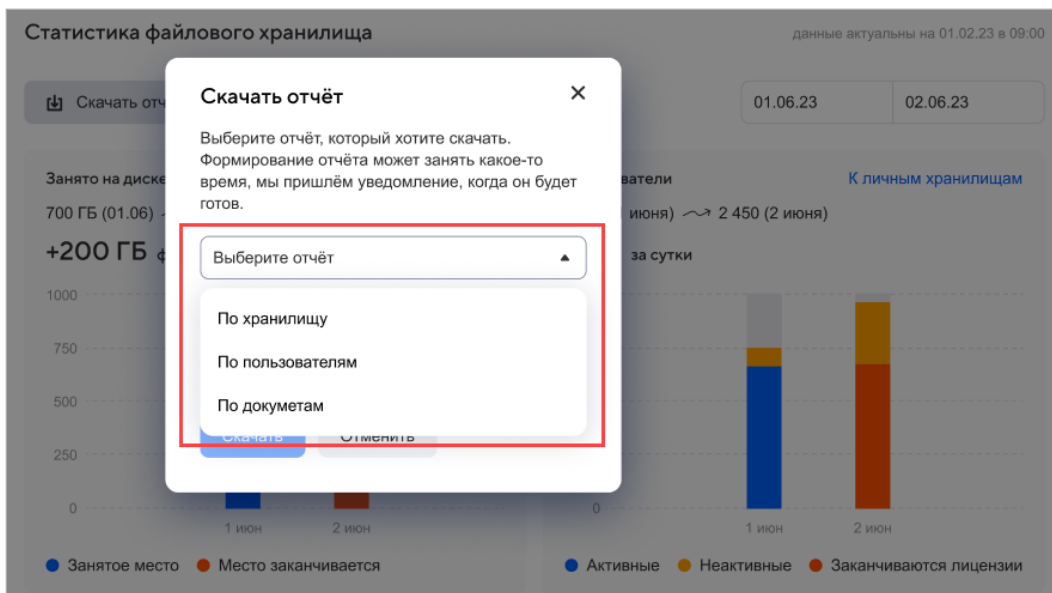 Статистика файлового хранилища
данные актуальны на 01.02.23 в 09:00
Скачать отч
01.06.23
02.06.23
Скачать отчёт
Выберите отчёт, который хотите скачать.
Формирование отчёта может занять какое-то
время, мы пришлём уведомление, когда он будет
готов.
Выберите отчёт
По хранилищу
По пользователям
По докуметам
Скачать
Отменить
Занято на диске
700 ГБ (01.06)
+200 ГБ
1000
750
500
250
0
1 июн
2 июн
Занятое место
Место заканчивается
ватели
К личным хранилищам
июня) 2 450 (2 июня)
за сутки
0
1 июн
2 июн
Активные
Неактивные
Заканчиваются лицензии